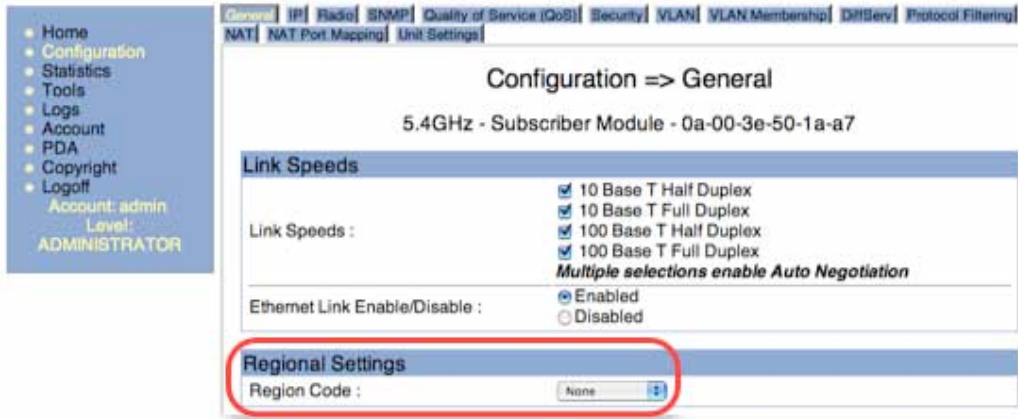 General IP Radio SNMP Quality of Service (QoS) Security VLAN VLAN Membership DiffServ Protocol Filtering
NAT NAT Port Mapping Unit Settings
Home
Configuration
Statistics
Tools
Logs
Account
PDA
Copyright
Logoff
Account: admin
Level:
ADMINISTRATOR
Configuration => General
5.4GHz - Subscriber Module - 0a-00-3e-50-1a-a7
Link Speeds
Link Speeds :
10 Base T Half Duplex
10 Base T Full Duplex
100 Base T Half Duplex
100 Base T Full Duplex
Multiple selections enable Auto Negotiation
Ethernet Link Enable/Disable :
Enabled
Disabled
Regional Settings
Region Code :
None